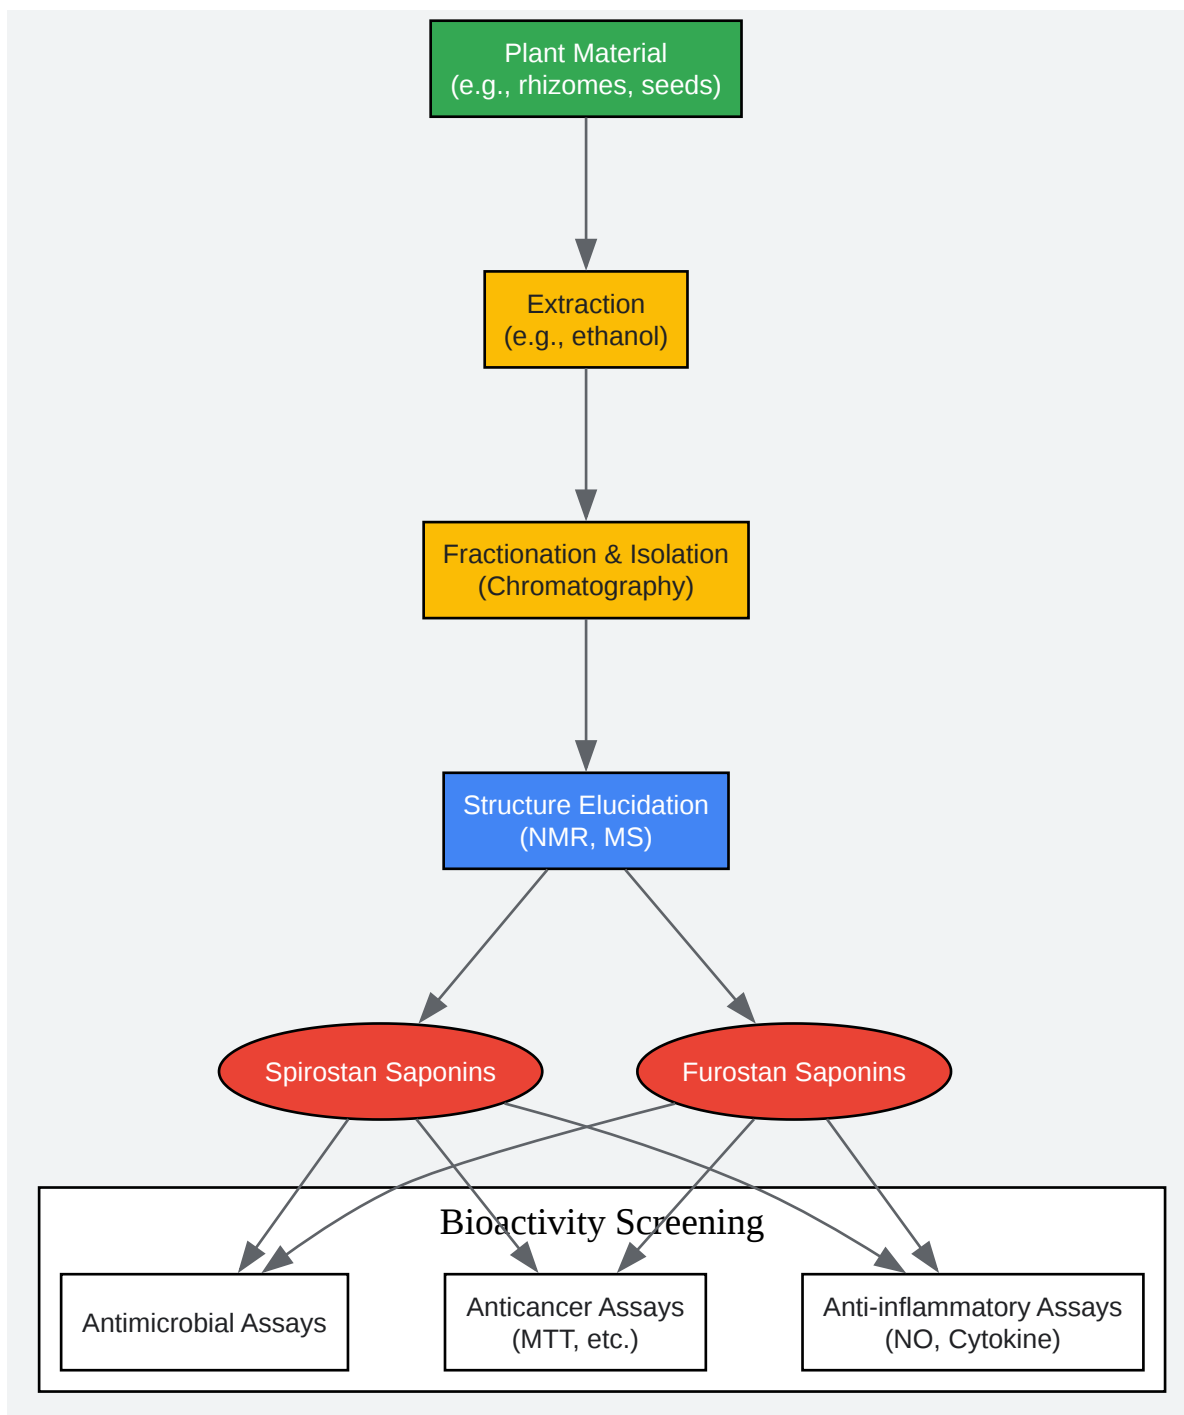 Plant Material
(e.g., rhizomes, seeds)
Extraction
(e.g., ethanol)
Fractionation & Isolation
(Chromatography)
Structure Elucidation
(NMR, MS)
Spirostan Saponins
Furostan Saponins
Bioactivity Screening
Antimicrobial Assays
Anticancer Assays
(MTT, etc.)
Anti-inflammatory Assays
(NO, Cytokine)